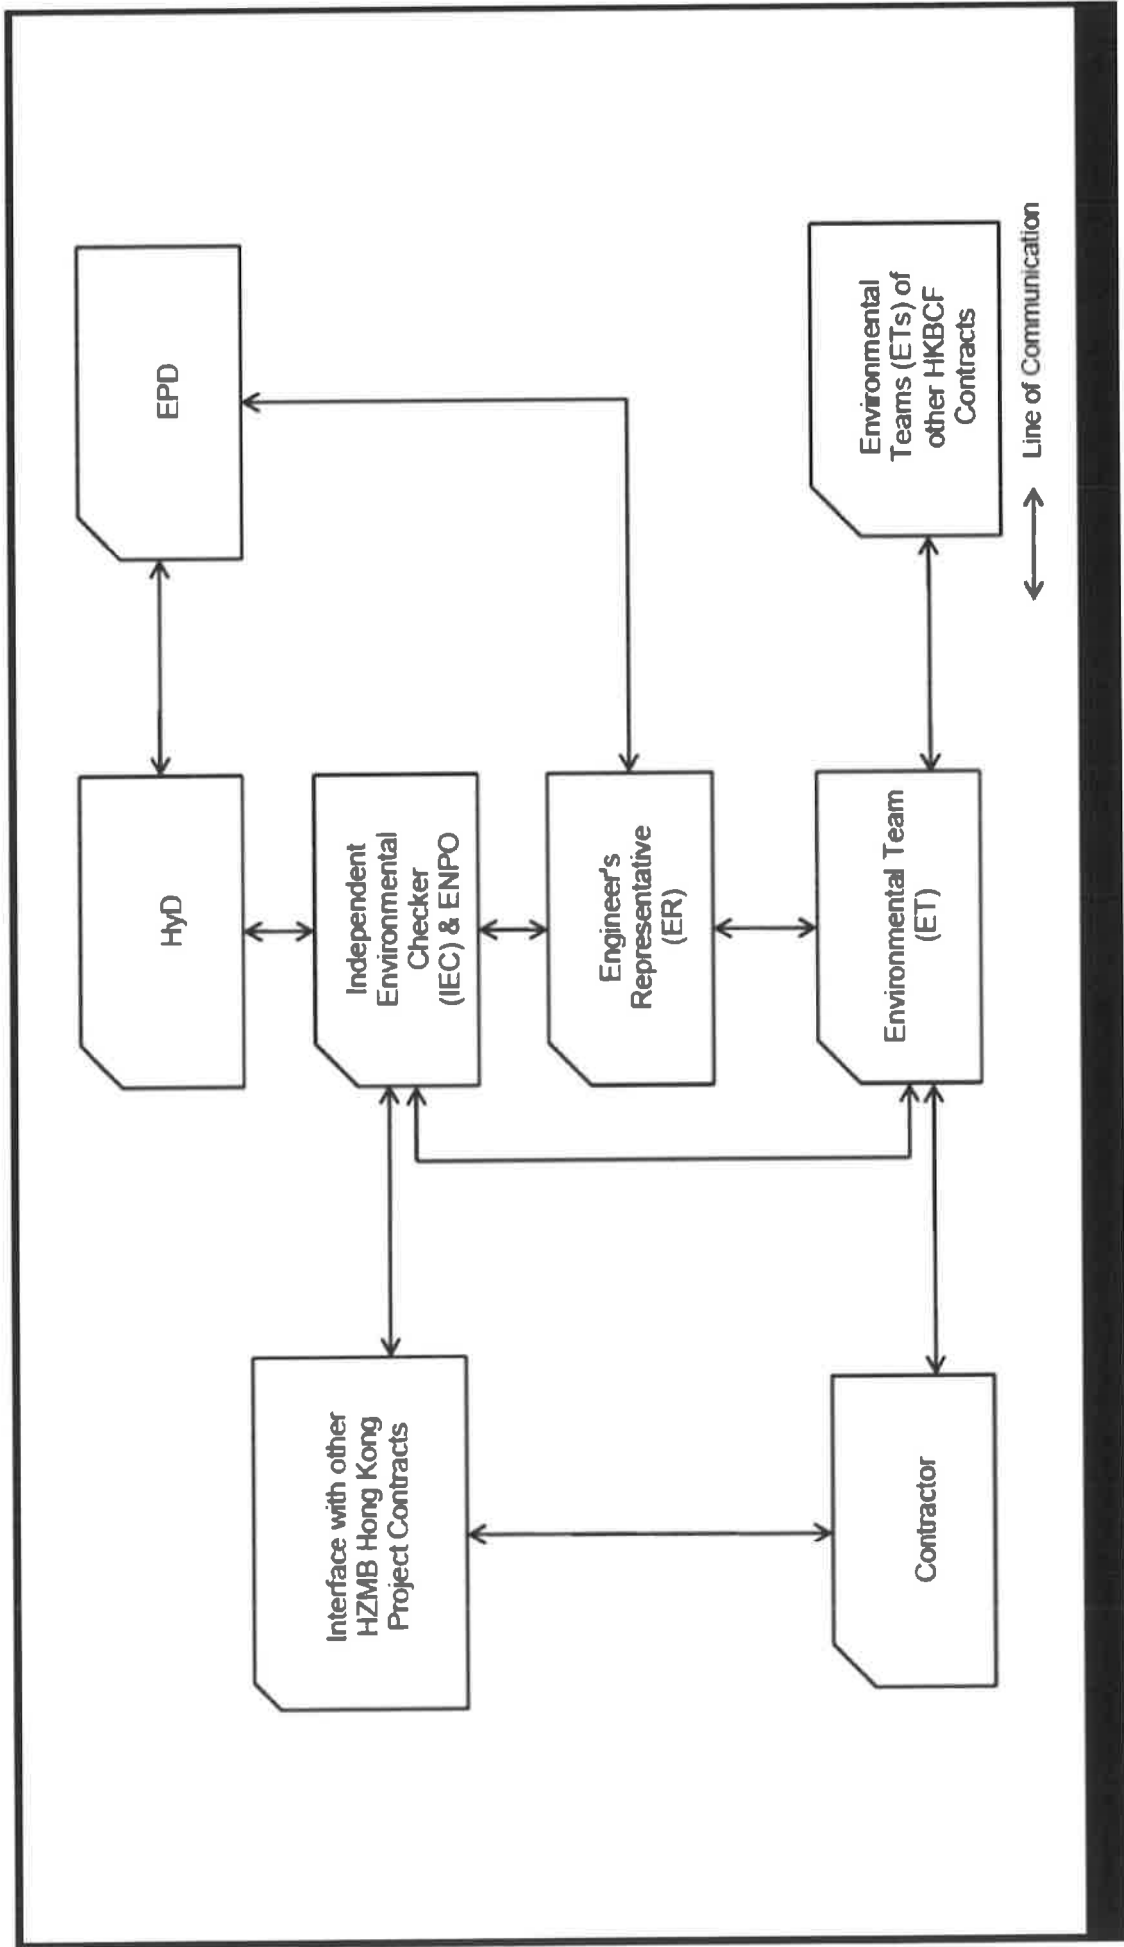 HyD
EPD
Interface with other
HZMB Hong Kong
Project Contracts
Independent
Environmental
Checker
(IEC) & ENPO
Engineer's
Representative
(ER)
Contractor
Environmental Team
(ET)
Environmental
Teams (ETs) of
other HKBCF
Contracts
Line of Communication